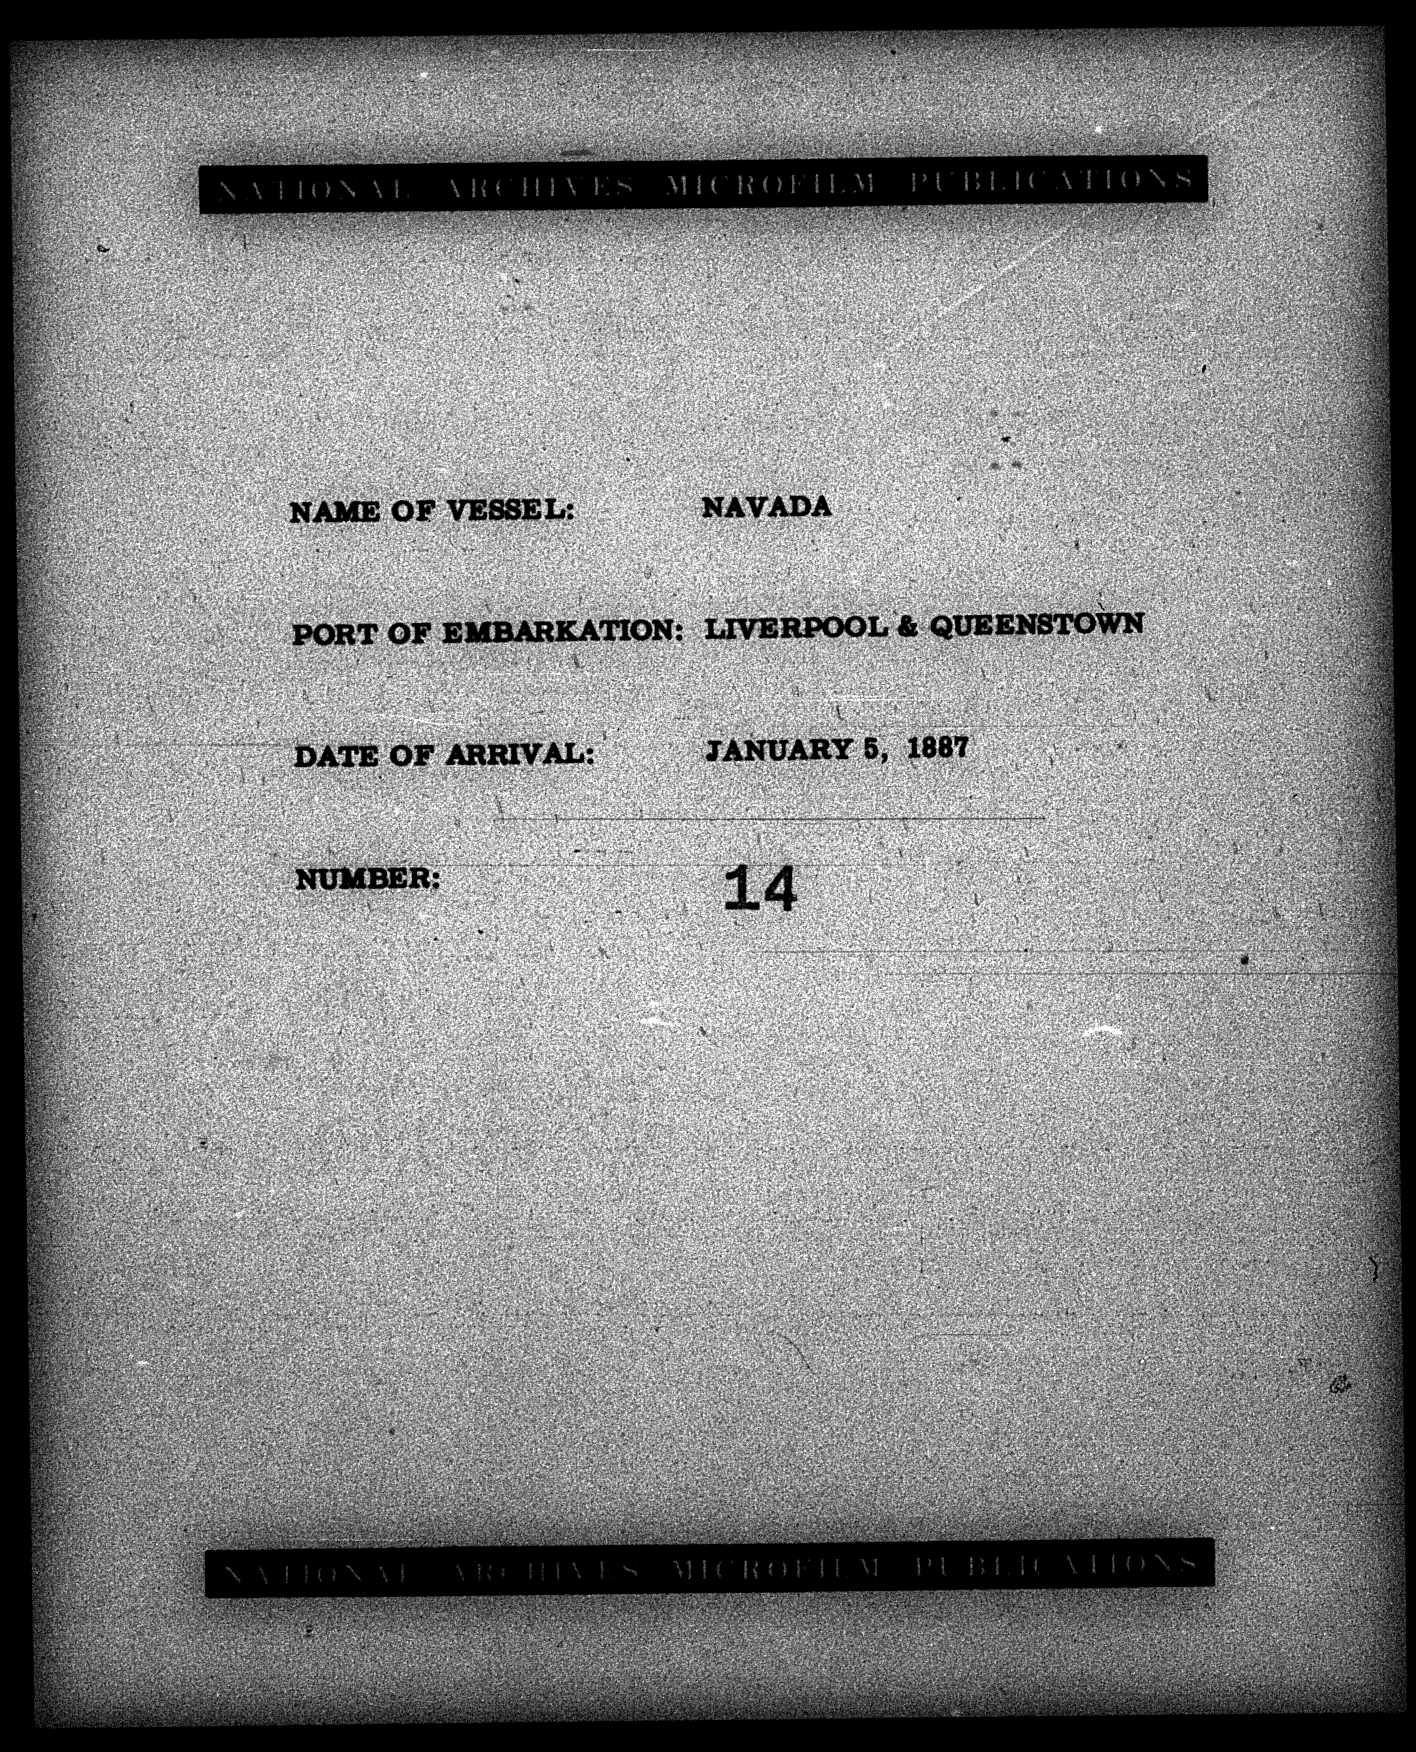 NATIONAL ARCHIVES MICROFILM PUBLICATIONS
NAME OF VESSEL: NAVADA
PORT OF EMBARKATION: LIVERPOOL & QUEENSTOWN
DATE OF ARRIVAL: JANUARY 5, 1887
NUMBER: 14
NATIONAL ARCHIVES MICROFILM PUBLICATIONS